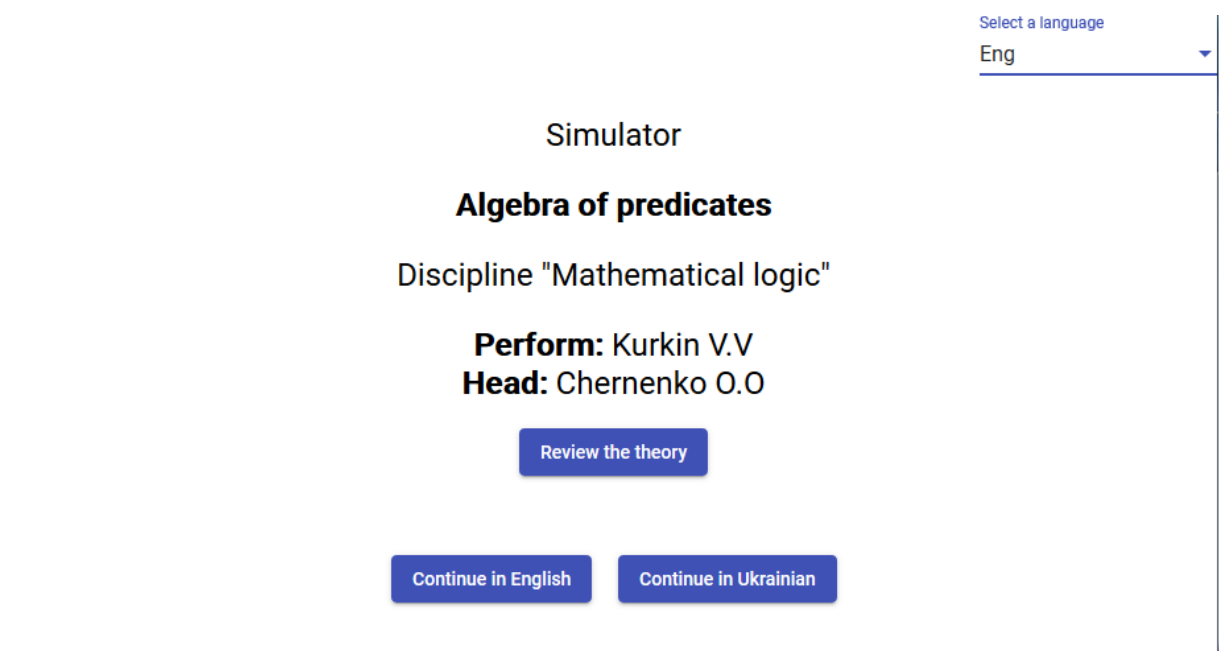 Select a language
Eng
Simulator
Algebra of predicates
Discipline "Mathematical logic"
Perform: Kurkin V.V
Head: Chernenko O.O
Review the theory
Continue in English
Continue in Ukrainian